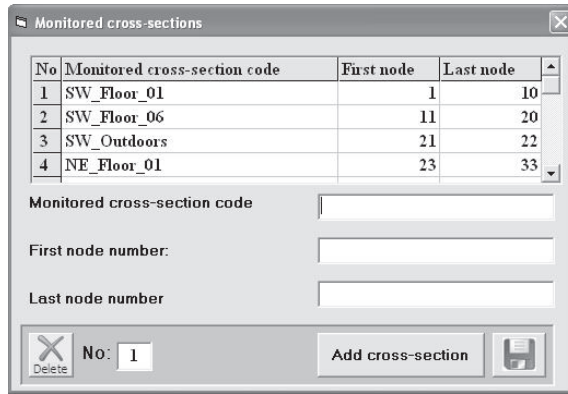 Monitored cross-sections
No Monitored cross-section code First node Last node
1 SW_Floor_01 1 10
2 SW_Floor_06 11 20
3 SW_Outdoors 21 22
4 NE_Floor_01 23 33
Monitored cross-section code
First node number:
Last node number
Delete No: 1 Add cross-section